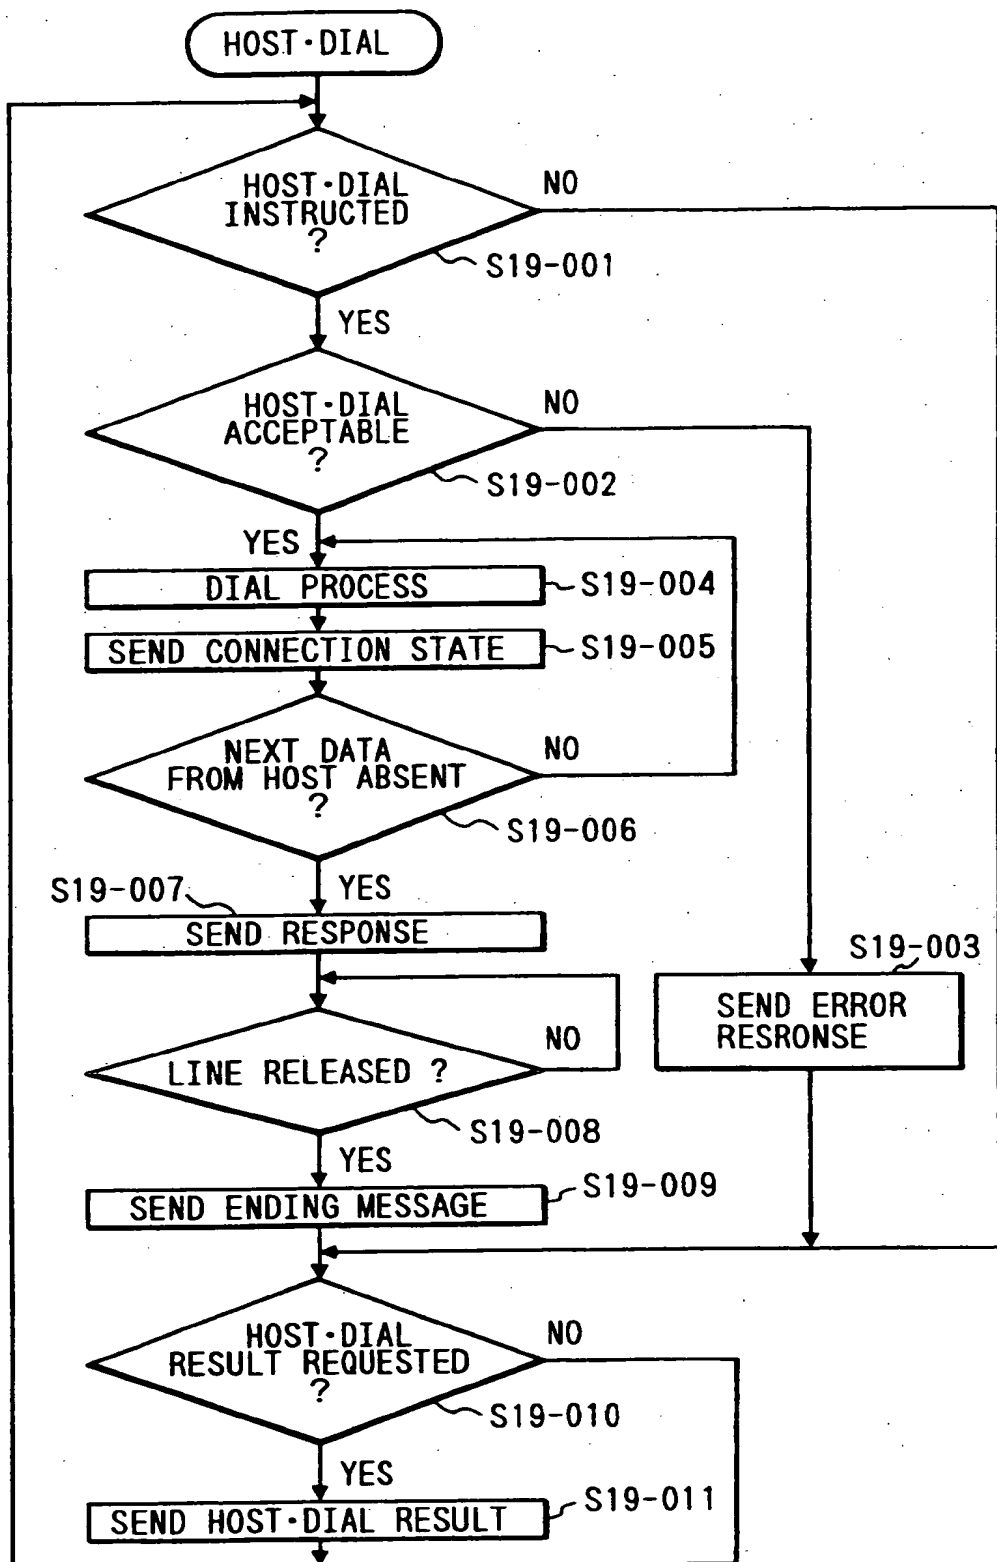 HOST·DIAL
HOST·DIAL
INSTRUCTED
?
NO
S19-001
YES
HOST·DIAL
ACCEPTABLE
?
NO
S19-002
YES
DIAL PROCESS
S19-004
SEND CONNECTION STATE
S19-005
NEXT DATA
FROM HOST ABSENT
?
NO
S19-006
YES
S19-007
SEND RESPONSE
S19-003
SEND ERROR
RESRONSE
LINE RELEASED ?
NO
S19-008
YES
SEND ENDING MESSAGE
S19-009
HOST·DIAL
RESULT REQUESTED
?
NO
S19-010
YES
SEND HOST·DIAL RESULT
S19-011